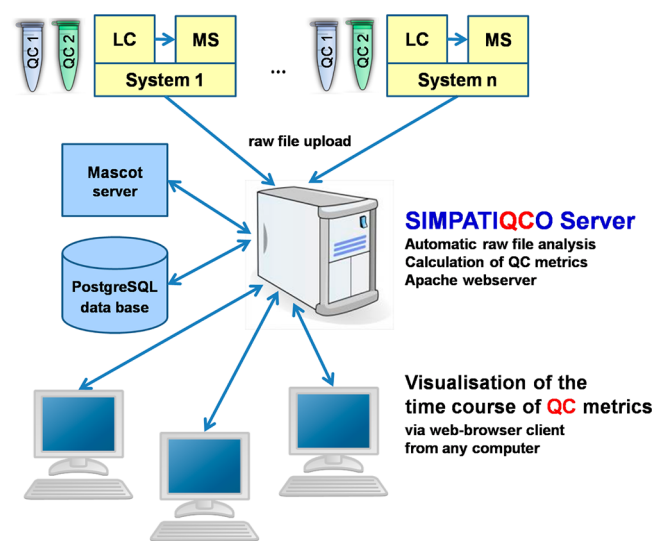 QC 1
QC 2
LC
MS
System 1
...
QC 1
QC 2
LC
MS
System n
raw file upload
Mascot
server
SIMPATIQCO Server
Automatic raw file analysis
Calculation of QC metrics
Apache webserver
PostgreSQL
data base
Visualisation of the
time course of QC metrics
via web-browser client
from any computer